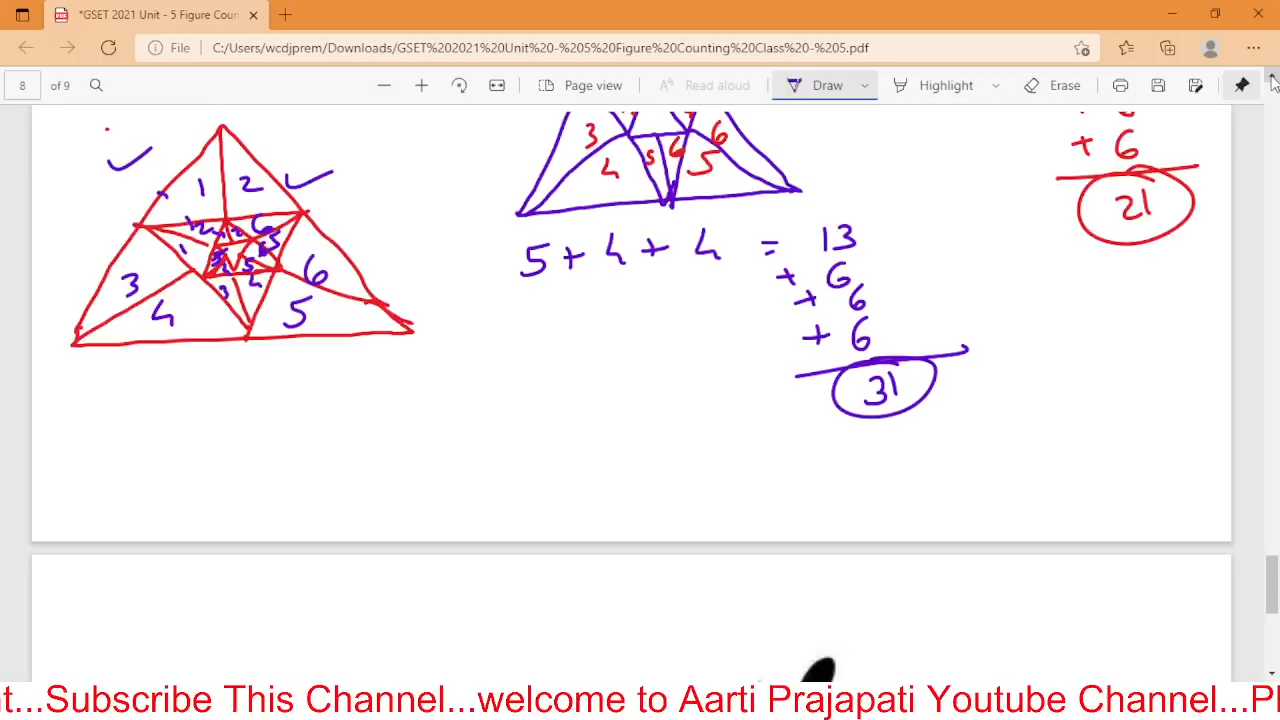 *GSET 2021 Unit - 5 Figure Coun
File
C:/Users/wcdjprem/Downloads/GSET%202021%20Unit%20-%205%20Figure%20Counting%20Class%20-%205.pdf
8 of 9
Page view
Read aloud
Draw
Highlight
Erase
1 2
3
4
5
6
3
4
5
6
5
6
5 + 4 + 4 = 13
+ 6
+ 6
+ 6
31
+ 6
21
t...Subscribe This Channel...welcome to Aarti Prajapati Youtube Channel...Pl